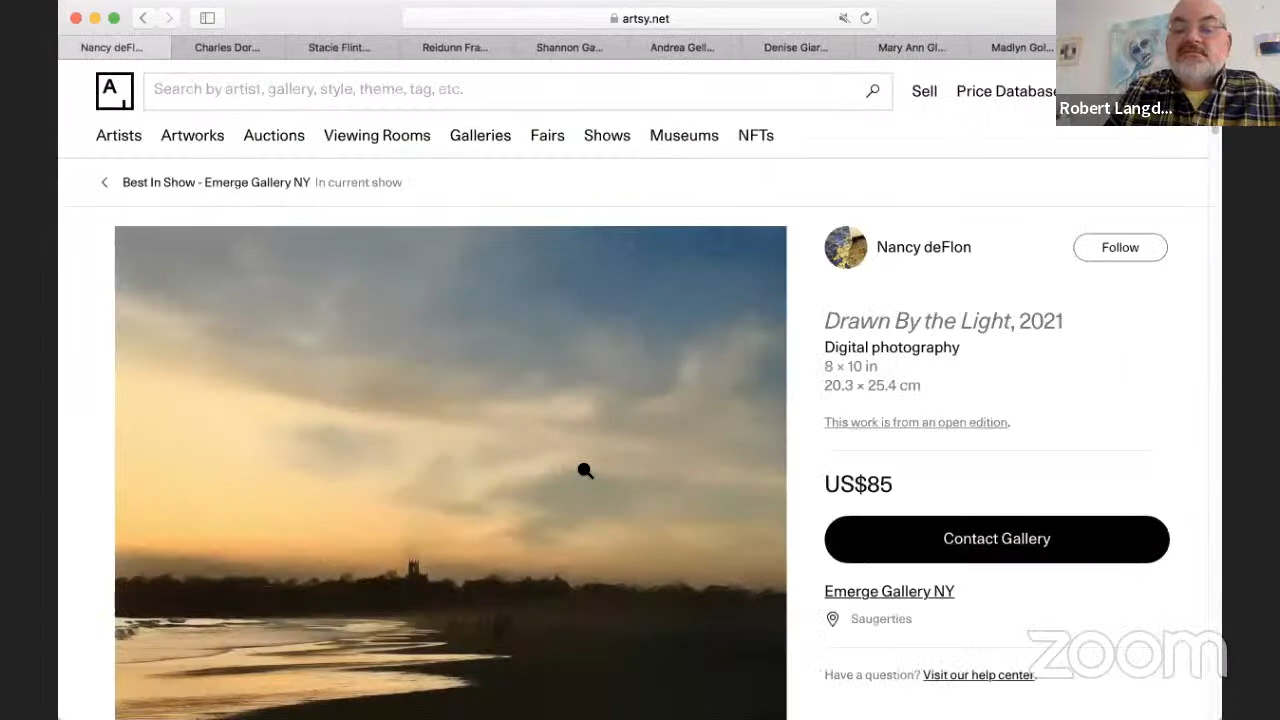 artsy.net
Nancy deFl...
Charles Dor...
Stacie Flint...
Reidunn Fra...
Shannon Ga...
Andrea Gell...
Denise Giar...
Mary Ann Gl...
Madlyn Gol...
A
Search by artist, gallery, style, theme, tag, etc.
Sell
Price Database
Robert Langd...
Artists
Artworks
Auctions
Viewing Rooms
Galleries
Fairs
Shows
Museums
NFTs
Best In Show - Emerge Gallery NY In current show
Nancy deFlon
Follow
Drawn By the Light, 2021
Digital photography
8 × 10 in
20.3 × 25.4 cm
This work is from an open edition.
US$85
Contact Gallery
Emerge Gallery NY
Saugerties
zoom
Have a question? Visit our help center.